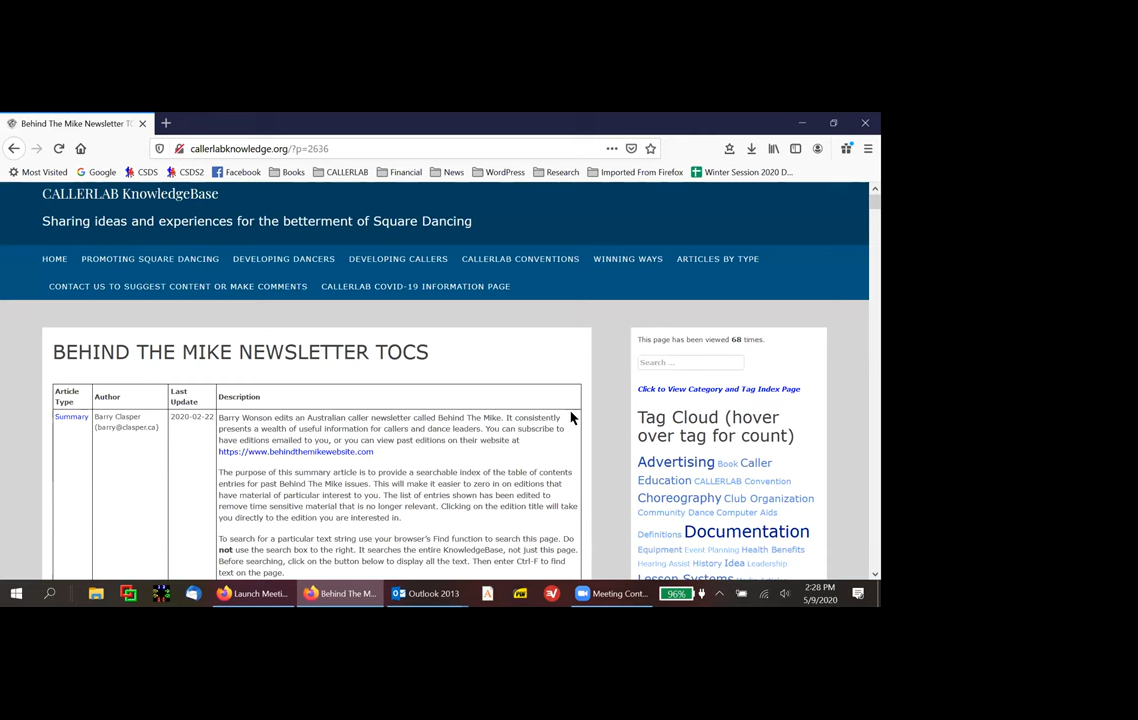 Behind The Mike Newsletter TC
callerlabknowledge.org/?p=2636
Most Visited Google CSDS CSDS2 Facebook Books CALLERLAB Financial News WordPress Research Imported From Firefox Winter Session 2020 D...
CALLERLAB KnowledgeBase
Sharing ideas and experiences for the betterment of Square Dancing
HOME PROMOTING SQUARE DANCING DEVELOPING DANCERS DEVELOPING CALLERS CALLERLAB CONVENTIONS WINNING WAYS ARTICLES BY TYPE
CONTACT US TO SUGGEST CONTENT OR MAKE COMMENTS CALLERLAB COVID-19 INFORMATION PAGE
BEHIND THE MIKE NEWSLETTER TOCS
Article Type
Author
Last Update
Description
Summary
Barry Clasper
(barry@clasper.ca)
2020-02-22
Barry Wonson edits an Australian caller newsletter called Behind The Mike. It consistently
presents a wealth of useful information for callers and dance leaders. You can subscribe to
have editions emailed to you, or you can view past editions on their website at
https://www.behindthemikewebsite.com
The purpose of this summary article is to provide a searchable index of the table of contents
entries for past Behind The Mike issues. This will make it easier to zero in on editions that
have material of particular interest to you. The list of entries shown has been edited to
remove time sensitive material that is no longer relevant. Clicking on the edition title will take
you directly to the edition you are interested in.
To search for a particular text string use your browser's Find function to search this page. Do
not use the search box to the right. It searches the entire KnowledgeBase, not just this page.
Before searching, click on the button below to display all the text. Then enter Ctrl-F to find
text on the page.
This page has been viewed 68 times.
Search ...
Click to View Category and Tag Index Page
Tag Cloud (hover
over tag for count)
Advertising Book Caller
Education CALLERLAB Convention
Choreography Club Organization
Community Dance Computer Aids
Definitions Documentation
Equipment Event Planning Health Benefits
Hearing Assist History Idea Leadership
Lesson Systems
Launch Meeti...
Behind The M...
Outlook 2013
Meeting Cont...
96%
2:28 PM
5/9/2020